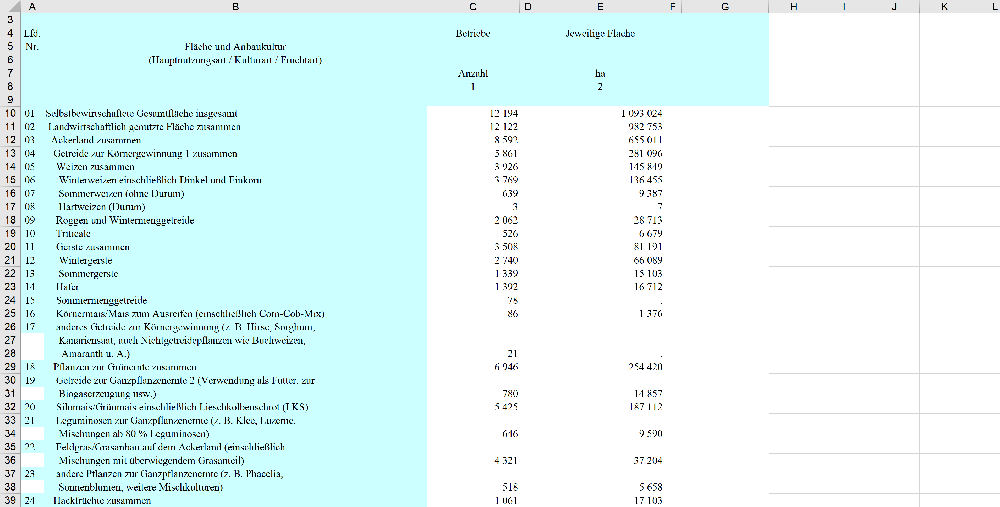 A B C D E F G H I J K L
3
4 Lfd. Betriebe Jeweilige Fläche
5 Nr. Fläche und Anbaukultur
6 (Hauptnutzungsart / Kulturart / Fruchtart)
7 Anzahl ha
8 1 2
9
10 01 Selbstbewirtschaftete Gesamtfläche insgesamt 12 194 1 093 024
11 02 Landwirtschaftlich genutzte Fläche zusammen 12 122 982 753
12 03 Ackerland zusammen 8 592 655 011
13 04 Getreide zur Körnergewinnung 1 zusammen 5 861 281 096
14 05 Weizen zusammen 3 926 145 849
15 06 Winterweizen einschließlich Dinkel und Einkorn 3 769 136 455
16 07 Sommerweizen (ohne Durum) 639 9 387
17 08 Hartweizen (Durum) 3 7
18 09 Roggen und Wintermenggetreide 2 062 28 713
19 10 Triticale 526 6 679
20 11 Gerste zusammen 3 508 81 191
21 12 Wintergerste 2 740 66 089
22 13 Sommergerste 1 339 15 103
23 14 Hafer 1 392 16 712
24 15 Sommermenggetreide 78 .
25 16 Körnermais/Mais zum Ausreifen (einschließlich Corn-Cob-Mix) 86 1 376
26 17 anderes Getreide zur Körnergewinnung (z. B. Hirse, Sorghum,
27 Kanariensaat, auch Nichtgetreidepflanzen wie Buchweizen,
28 Amaranth u. Ä.) 21 .
29 18 Pflanzen zur Grünernte zusammen 6 946 254 420
30 19 Getreide zur Ganzpflanzenernte 2 (Verwendung als Futter, zur
31 Biogaserzeugung usw.) 780 14 857
32 20 Silomais/Grünmais einschließlich Lieschkolbenschrot (LKS) 5 425 187 112
33 21 Leguminosen zur Ganzpflanzenernte (z. B. Klee, Luzerne,
34 Mischungen ab 80 % Leguminosen) 646 9 590
35 22 Feldgras/Grasanbau auf dem Ackerland (einschließlich
36 Mischungen mit überwiegendem Grasanteil) 4 321 37 204
37 23 andere Pflanzen zur Ganzpflanzenernte (z. B. Phacelia,
38 Sonnenblumen, weitere Mischkulturen) 518 5 658
39 24 Hackfrüchte zusammen 1 061 17 103